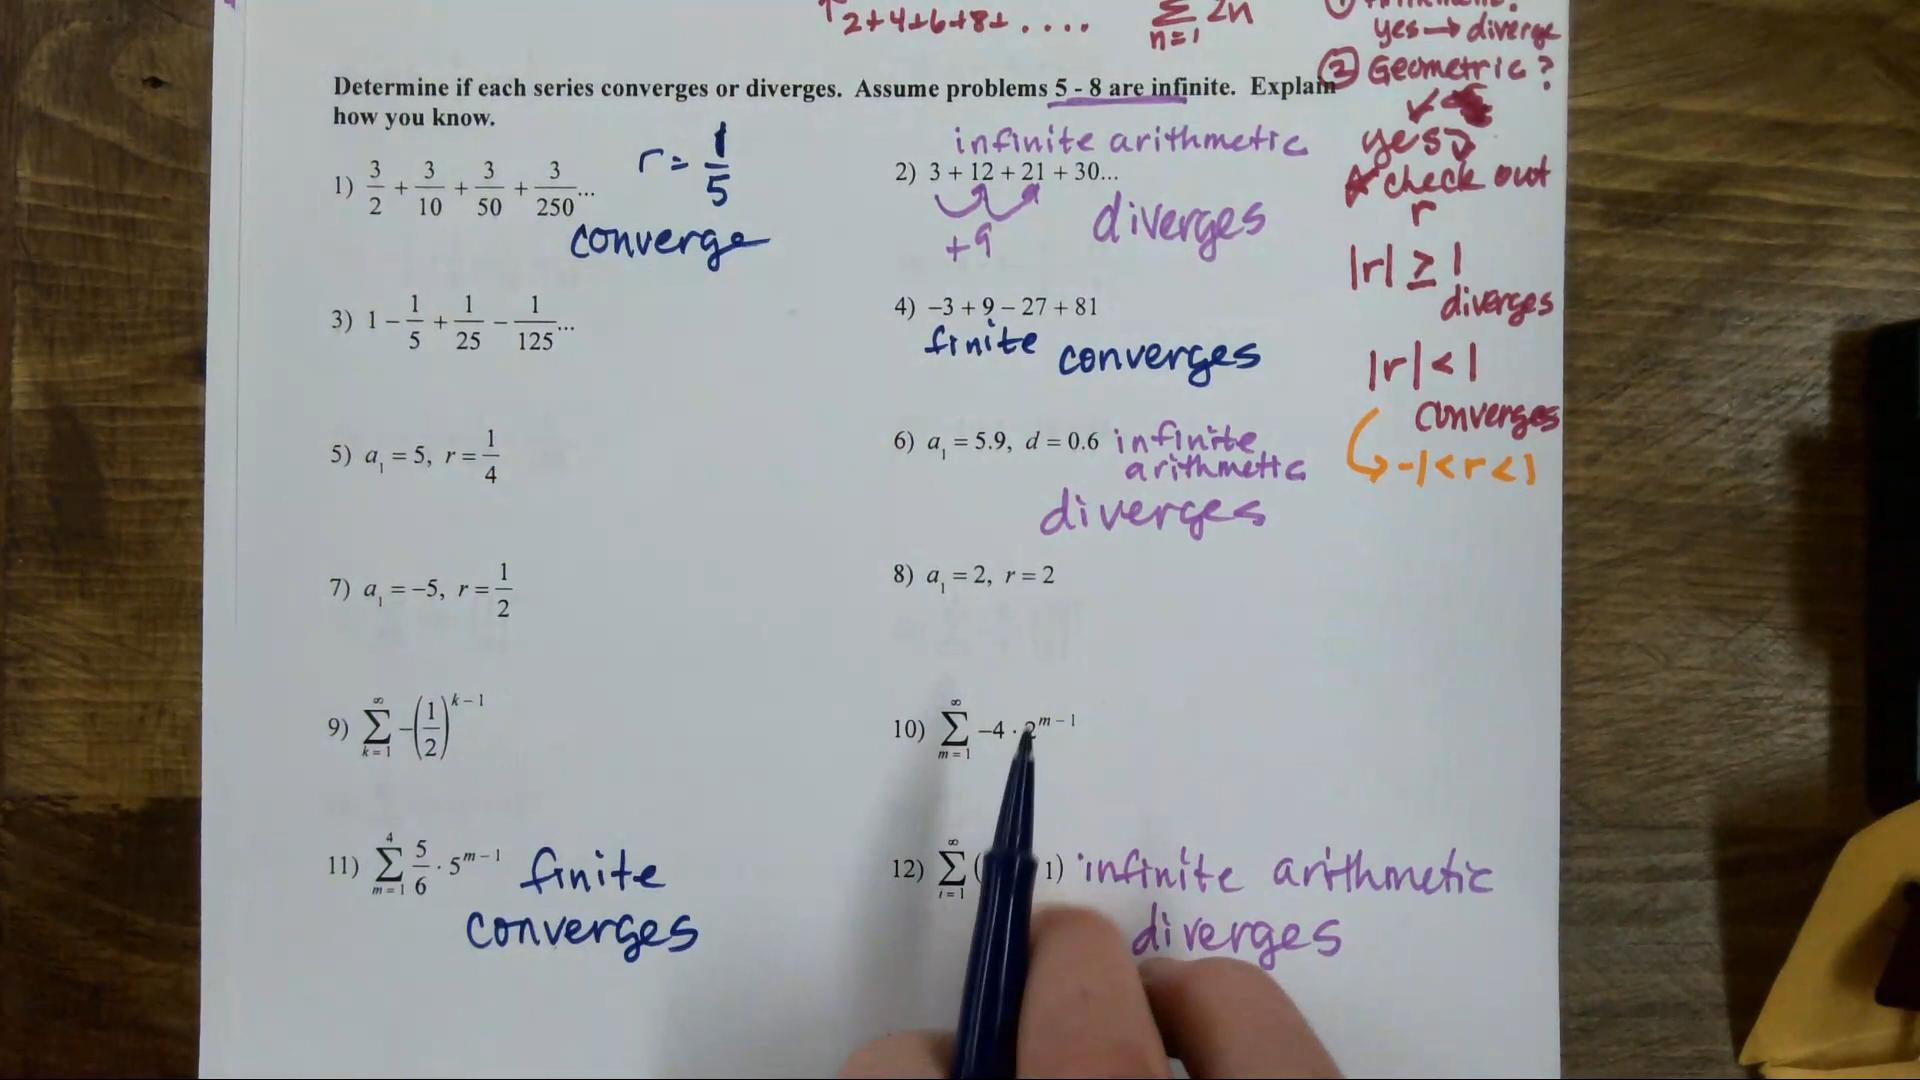 2+4+6+8+ . . . .
∞ Σ 2n n=1
yes → diverge
② Geometric?
Determine if each series converges or diverges. Assume problems 5 - 8 are infinite. Explain
how you know.
yes
check out
r
|r| ≥ 1
diverges
|r| < 1
converges
-1 < r < 1
1) 3/2 + 3/10 + 3/50 + 3/250 ...
r = 1/5
converge
infinite arithmetic
2) 3 + 12 + 21 + 30...
+9
diverges
3) 1 − 1/5 + 1/25 − 1/125 ...
4) −3 + 9 − 27 + 81
finite converges
5) a₁ = 5, r = 1/4
6) a₁ = 5.9, d = 0.6 infinite
arithmetic
diverges
7) a₁ = −5, r = 1/2
8) a₁ = 2, r = 2
9) ∞ Σ k = 1 −(1/2)^(k − 1)
10) ∞ Σ m = 1 −4 · 2^(m − 1)
11) 4 Σ m = 1 5/6 · 5^(m − 1) finite
converges
12) ∞ Σ i = 1 ( 1) infinite arithmetic
diverges